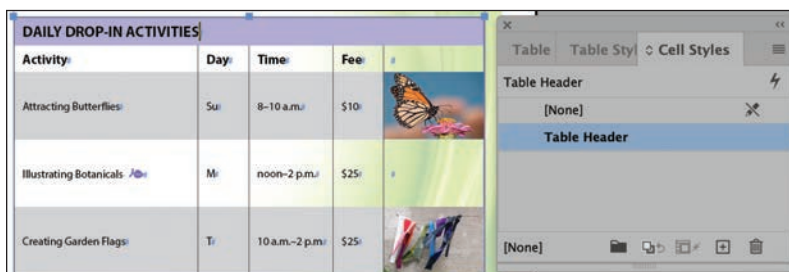 DAILY DROP-IN ACTIVITIES
Activity Day Time Fee
Attracting Butterflies Su 8–10 a.m. $10
Illustrating Botanicals M noon–2 p.m. $25
Creating Garden Flags T 10 a.m.–2 p.m. $25
Table Table Styl Cell Styles
Table Header
[None]
Table Header
[None]